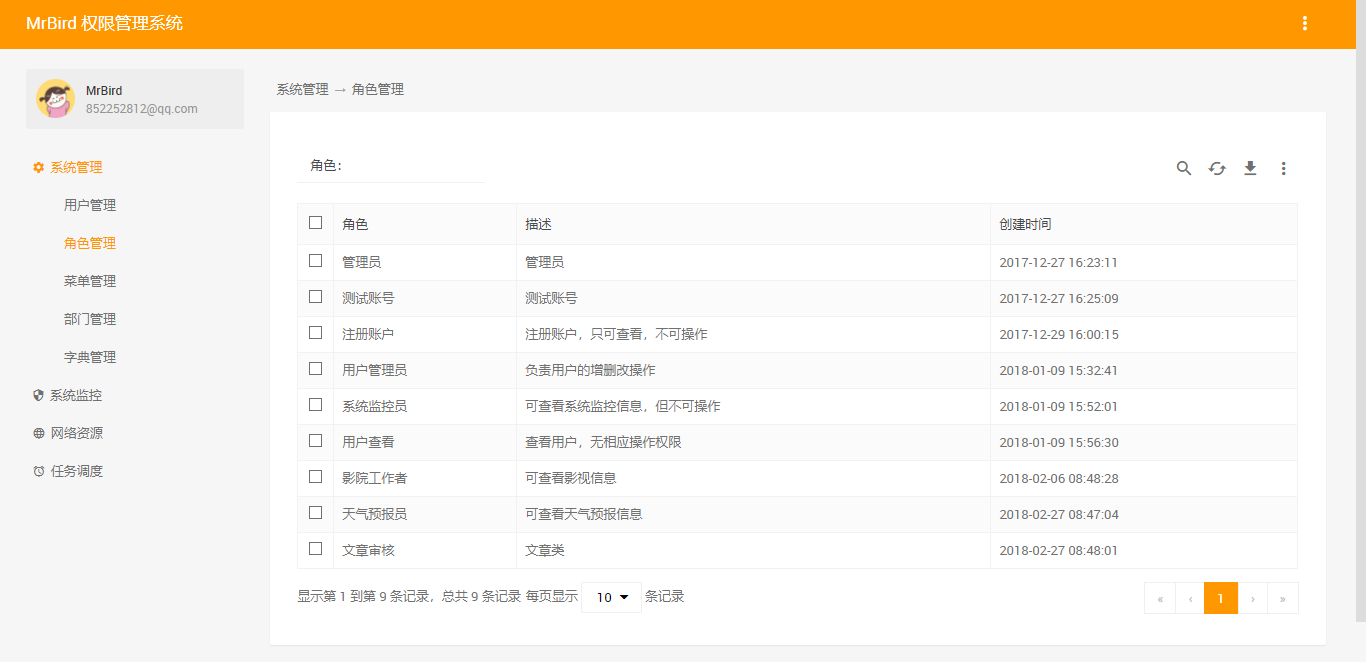 MrBird 权限管理系统
MrBird
852252812@qq.com
系统管理
用户管理
角色管理
菜单管理
部门管理
字典管理
系统监控
网络资源
任务调度
系统管理 → 角色管理
角色：
角色 描述 创建时间
管理员 管理员 2017-12-27 16:23:11
测试账号 测试账号 2017-12-27 16:25:09
注册账户 注册账户，只可查看，不可操作 2017-12-29 16:00:15
用户管理员 负责用户的增删改操作 2018-01-09 15:32:41
系统监控员 可查看系统监控信息，但不可操作 2018-01-09 15:52:01
用户查看 查看用户，无相应操作权限 2018-01-09 15:56:30
影院工作者 可查看影视信息 2018-02-06 08:48:28
天气预报员 可查看天气预报信息 2018-02-27 08:47:04
文章审核 文章类 2018-02-27 08:48:01
显示第 1 到第 9 条记录，总共 9 条记录 每页显示 10 条记录 « ‹ 1 › »